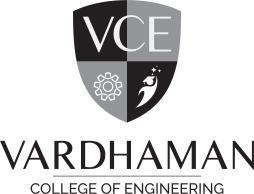 VCE
VARDHAMAN
COLLEGE OF ENGINEERING